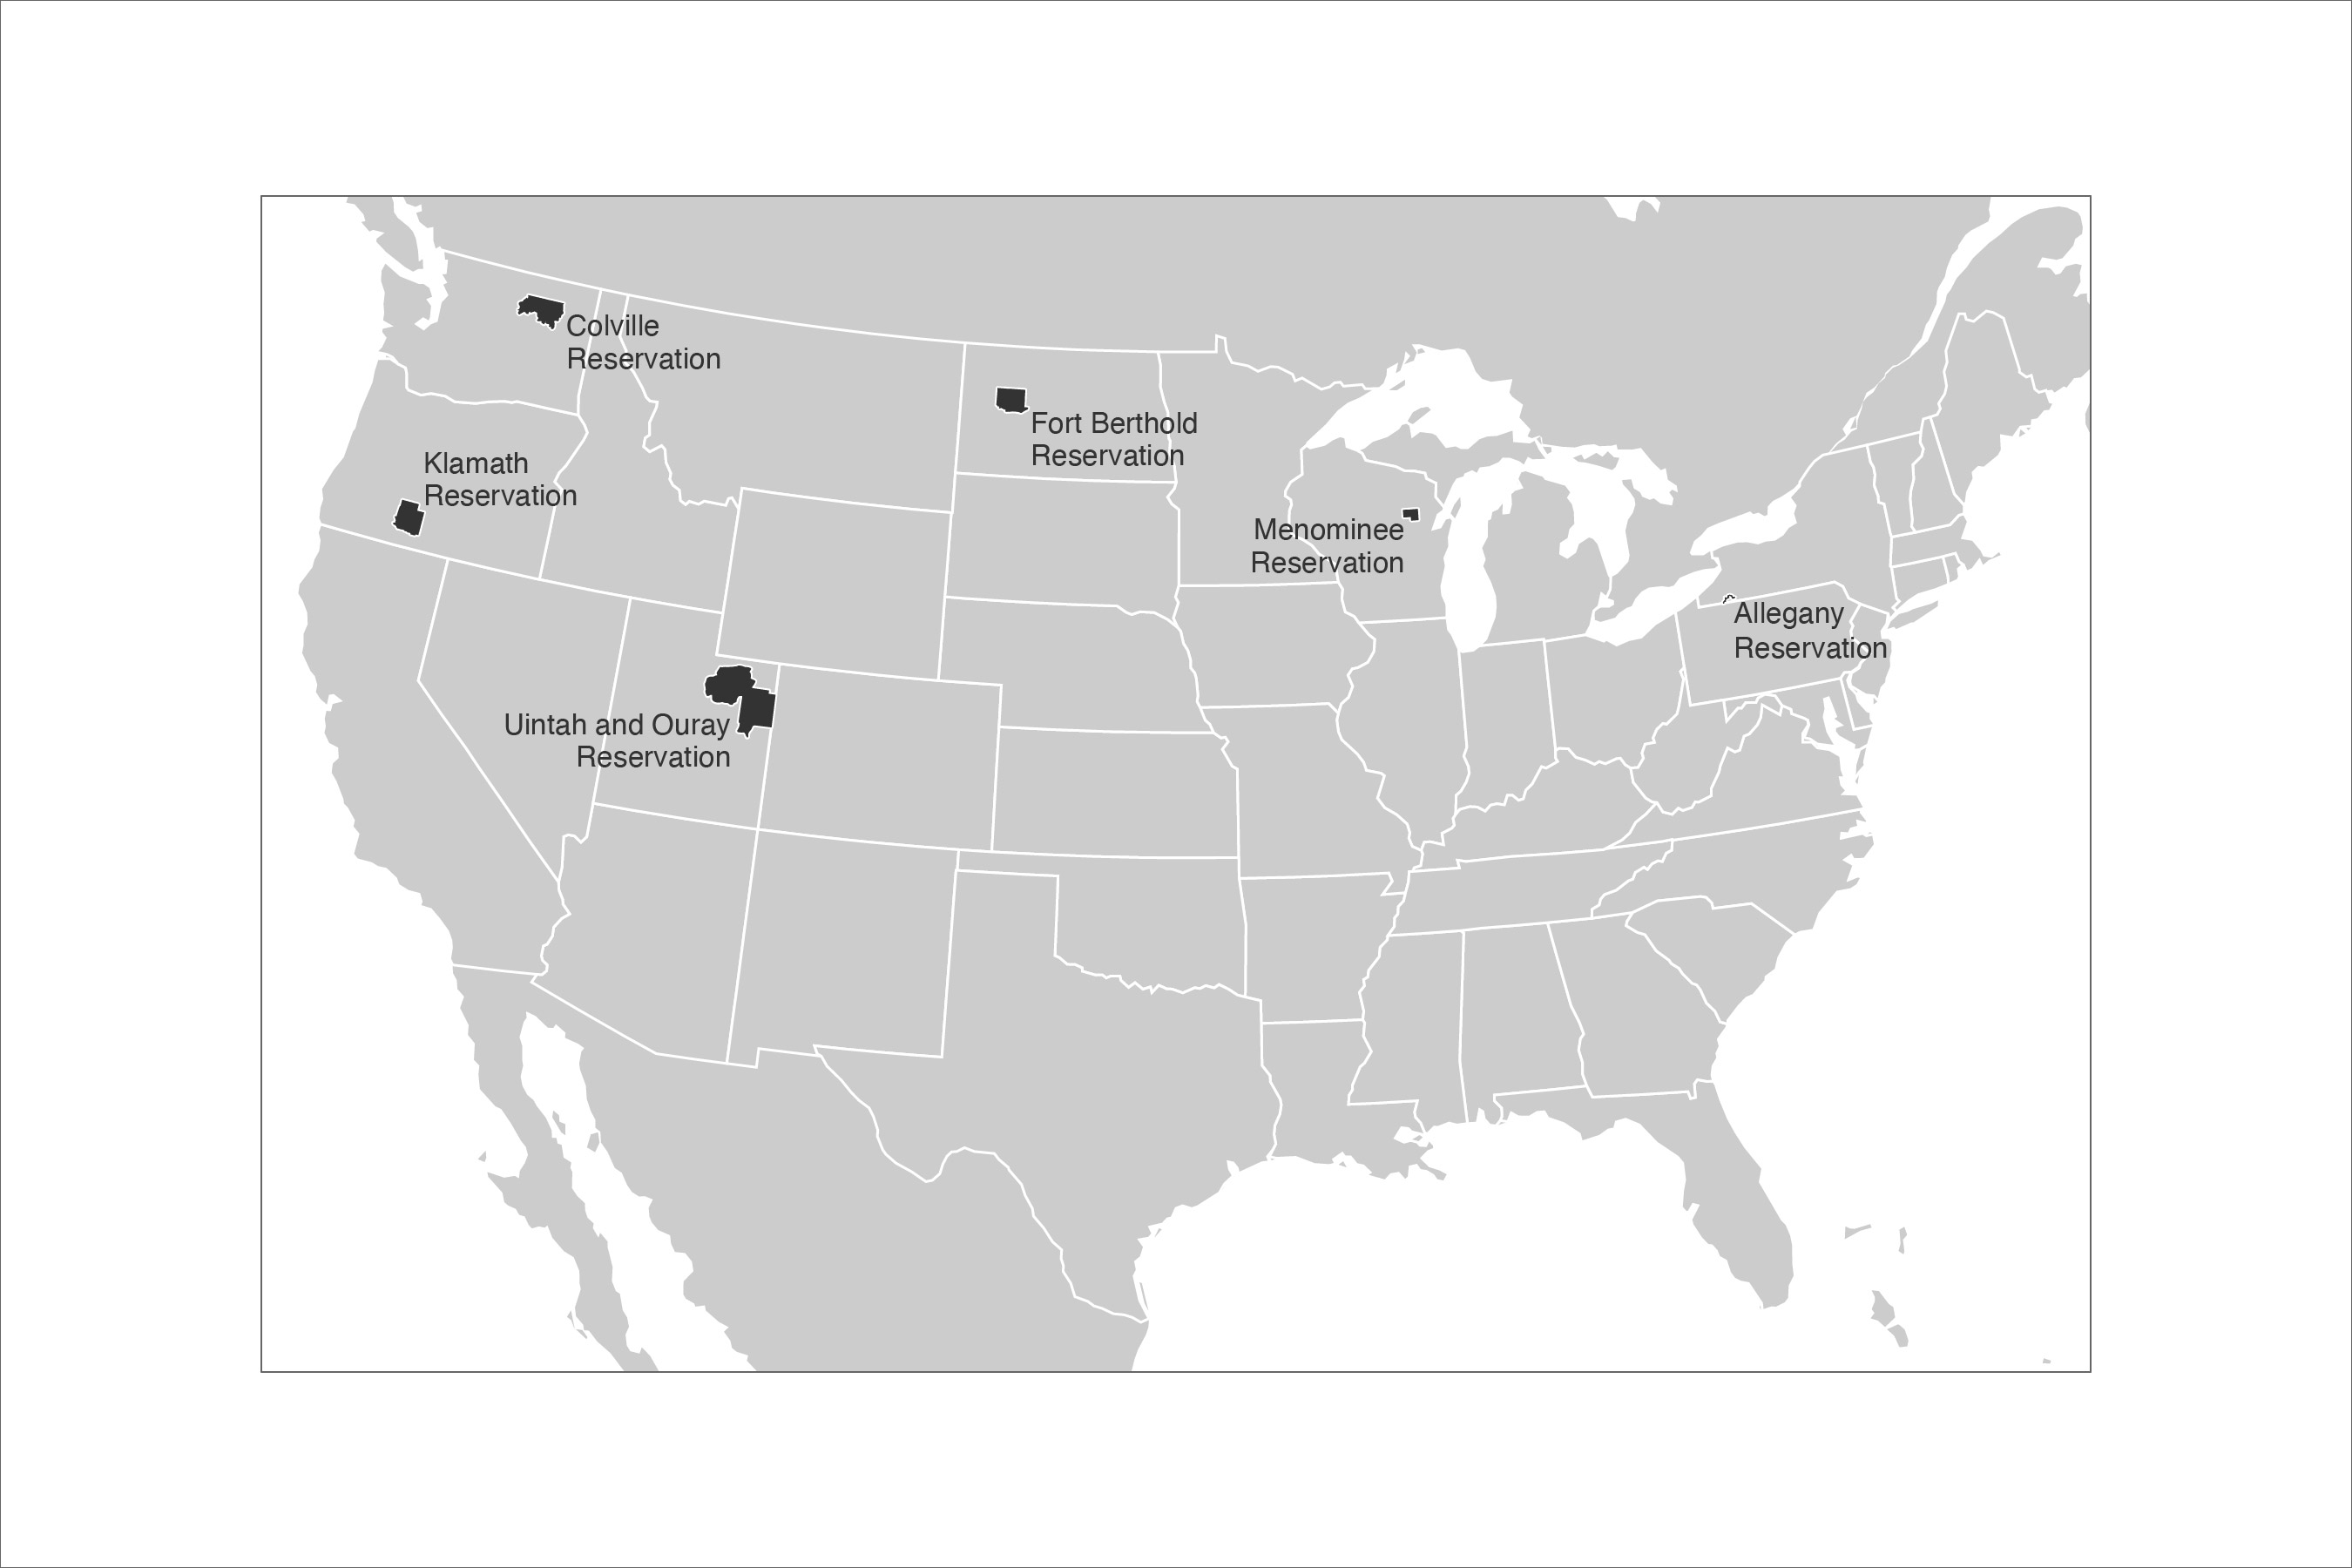 Colville
Reservation
Fort Berthold
Reservation
Klamath
Reservation
Menominee
Reservation
Allegany
Reservation
Uintah and Ouray
Reservation